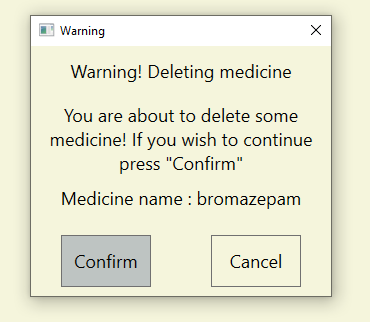 Warning
Warning! Deleting medicine
You are about to delete some
medicine! If you wish to continue
press "Confirm"
Medicine name : bromazepam
Confirm
Cancel